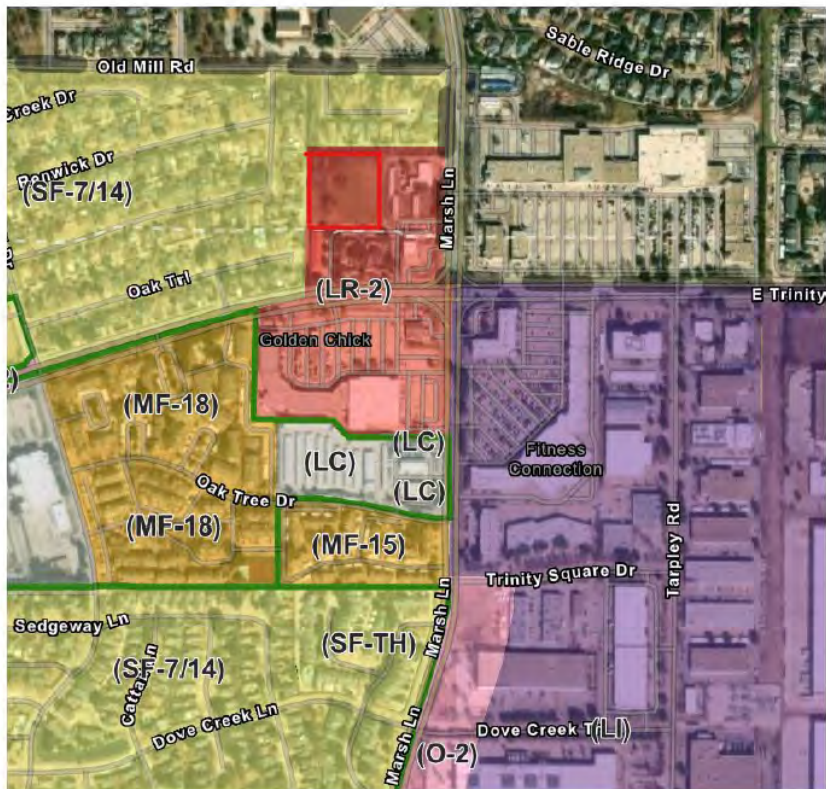 Old Mill Rd
Sable Ridge Dr
Creek Dr
Renwick Dr
(SF-7/14)
Marsh Ln
Oak Trl
(LR-2)
E Trinity
Golden Chick
(MF-18)
(LC)
(LC)
Fitness
Connection
(LC)
Oak Tree Dr
(MF-18)
(MF-15)
Tarpley Rd
Trinity Square Dr
Marsh Ln
Sedgeway Ln
(SF-TH)
(SF-7/14)
Dove Creek Ln
Marsh Ln
Dove Creek
(LI)
(O-2)